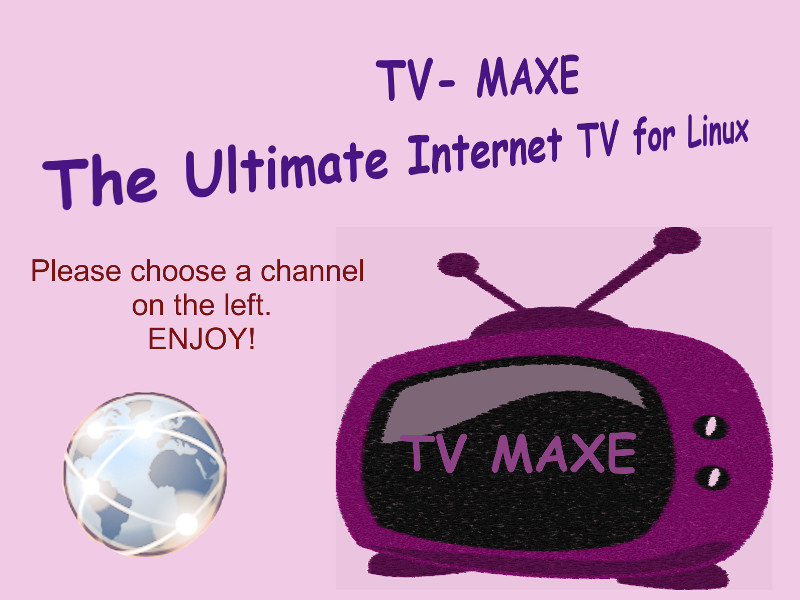 TV- MAXE
The Ultimate Internet TV for Linux
Please choose a channel
on the left.
ENJOY!
TV MAXE